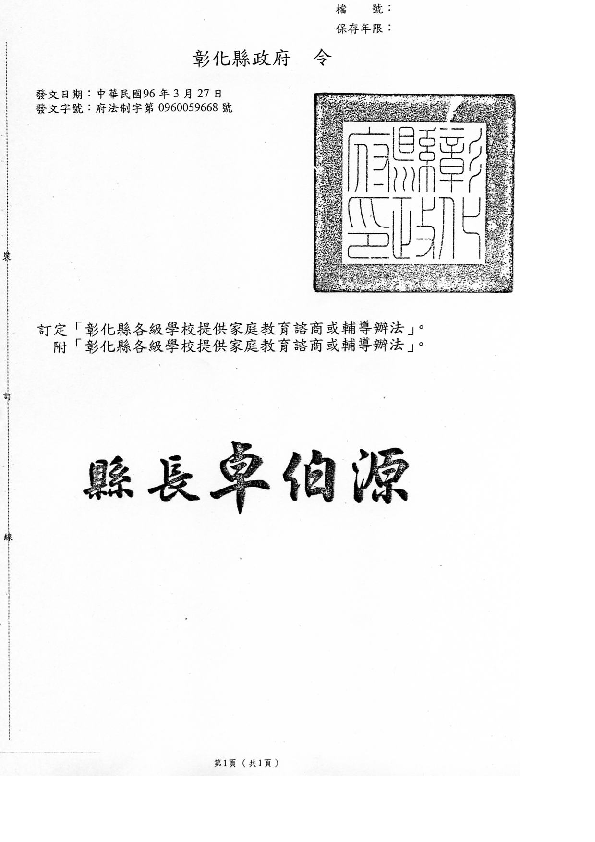 檔　　號：
保存年限：
彰化縣政府　令
發文日期：中華民國96年3月27日
發文字號：府法制字第0960059668號
彰化縣政府印
訂定「彰化縣各級學校提供家庭教育諮商或輔導辦法」。
附「彰化縣各級學校提供家庭教育諮商或輔導辦法」。
縣長卓伯源
裝
訂
線
第1頁（共1頁）